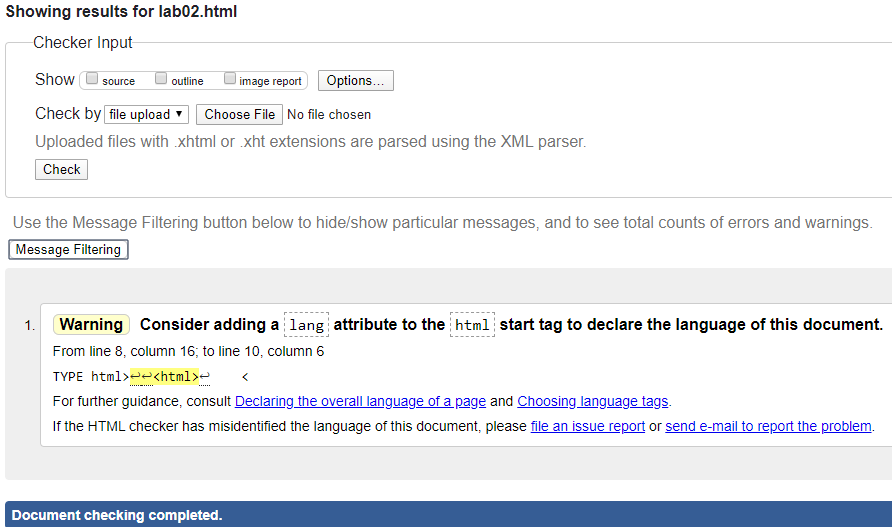 Showing results for lab02.html
Checker Input
Show source outline image report Options...
Check by file upload ▼ Choose File No file chosen
Uploaded files with .xhtml or .xht extensions are parsed using the XML parser.
Check
Use the Message Filtering button below to hide/show particular messages, and to see total counts of errors and warnings.
Message Filtering
1. Warning Consider adding a lang attribute to the html start tag to declare the language of this document.
From line 8, column 16; to line 10, column 6
TYPE html>↩↩<html>↩ <
For further guidance, consult Declaring the overall language of a page and Choosing language tags.
If the HTML checker has misidentified the language of this document, please file an issue report or send e-mail to report the problem.
Document checking completed.